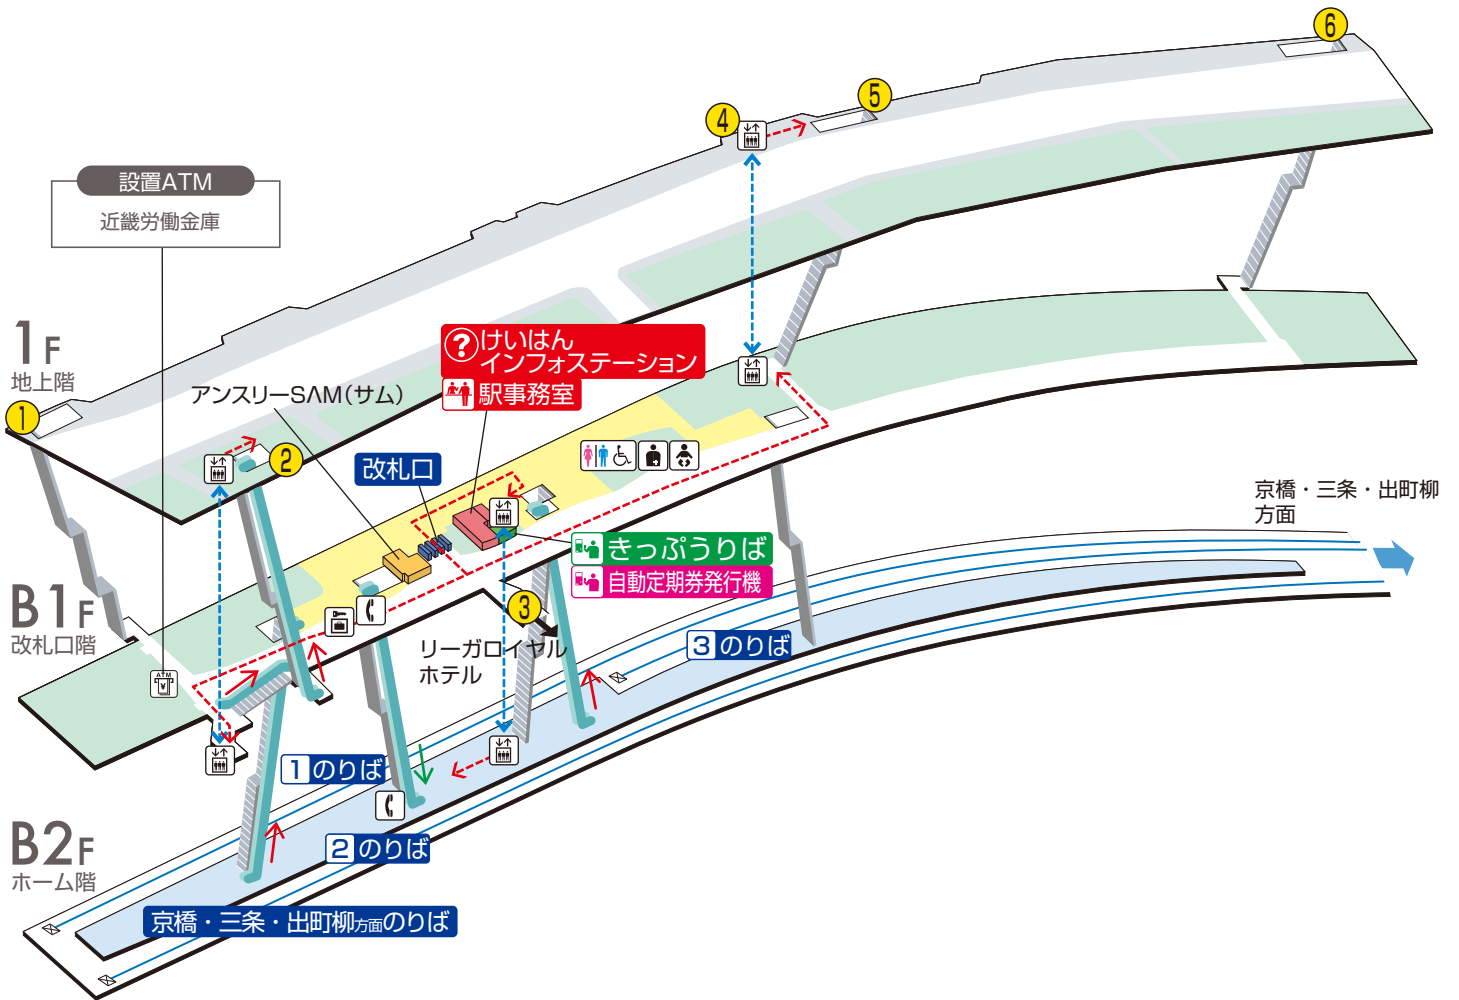 6
5
4
設置ATM
近畿労働金庫
1F
地上階
けいはん
インフォステーション
?
アンスリーSAM(サム)
駅事務室
1
2
改札口
京橋・三条・出町柳
方面
きっぷうりば
自動定期券発行機
B1F
改札口階
3
リーガロイヤル
ホテル
3 のりば
ATM
¥
1 のりば
B2F
ホーム階
2 のりば
京橋・三条・出町柳方面のりば